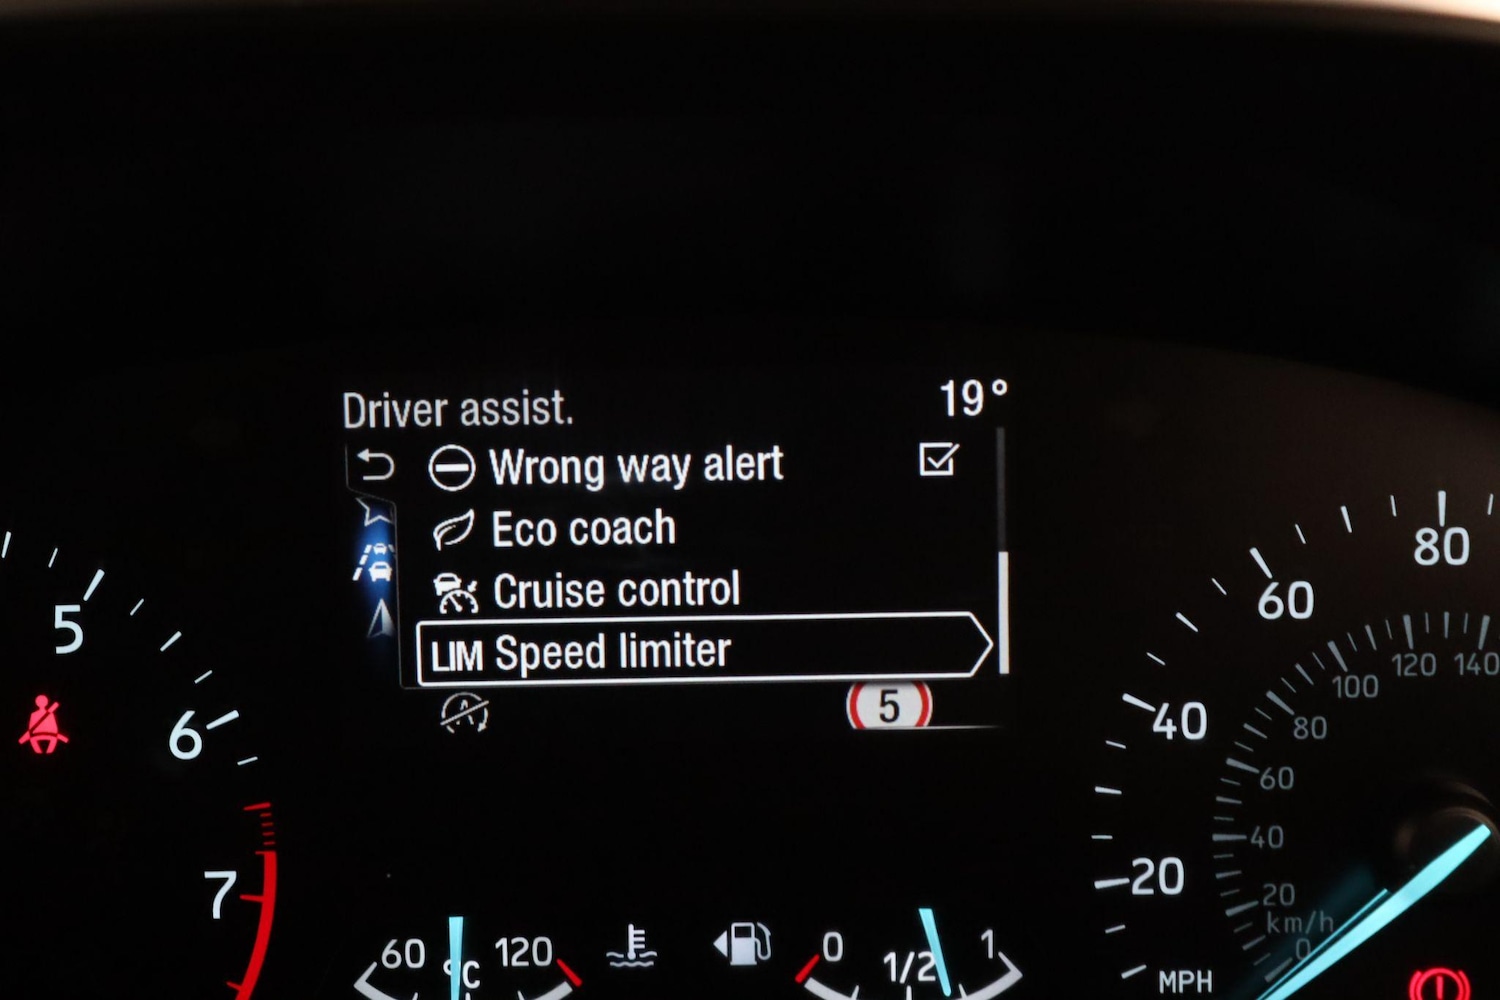 Driver assist. 19°
Wrong way alert
Eco coach
Cruise control
LIM Speed limiter
A
5
5
6
7
60 120
°C
0 1/2 1
20
40
60
80
MPH
0
20
40
60
80
100
120
140
km/h